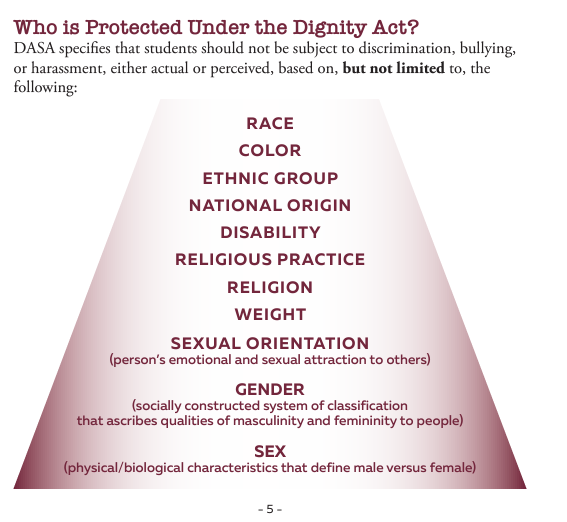 Who is Protected Under the Dignity Act?
DASA specifies that students should not be subject to discrimination, bullying,
or harassment, either actual or perceived, based on, but not limited to, the
following:
RACE
COLOR
ETHNIC GROUP
NATIONAL ORIGIN
DISABILITY
RELIGIOUS PRACTICE
RELIGION
WEIGHT
SEXUAL ORIENTATION
(person's emotional and sexual attraction to others)
GENDER
(socially constructed system of classification
that ascribes qualities of masculinity and femininity to people)
SEX
(physical/biological characteristics that define male versus female)
- 5 -